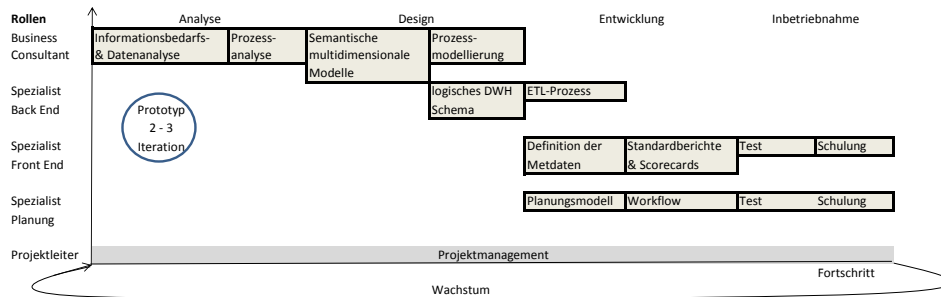 Rollen Analyse Design Entwicklung Inbetriebnahme
Business Informationsbedarfs- Prozess- Semantische Prozess-
Consultant & Datenanalyse analyse multidimensionale modellierung
Modelle
Spezialist logisches DWH ETL-Prozess
Back End Prototyp Schema
2 - 3
Spezialist Iteration Definition der Standardberichte Test Schulung
Front End Metdaten & Scorecards
Spezialist Planungsmodell Workflow Test Schulung
Planung
Projektleiter Projektmanagement
Fortschritt
Wachstum